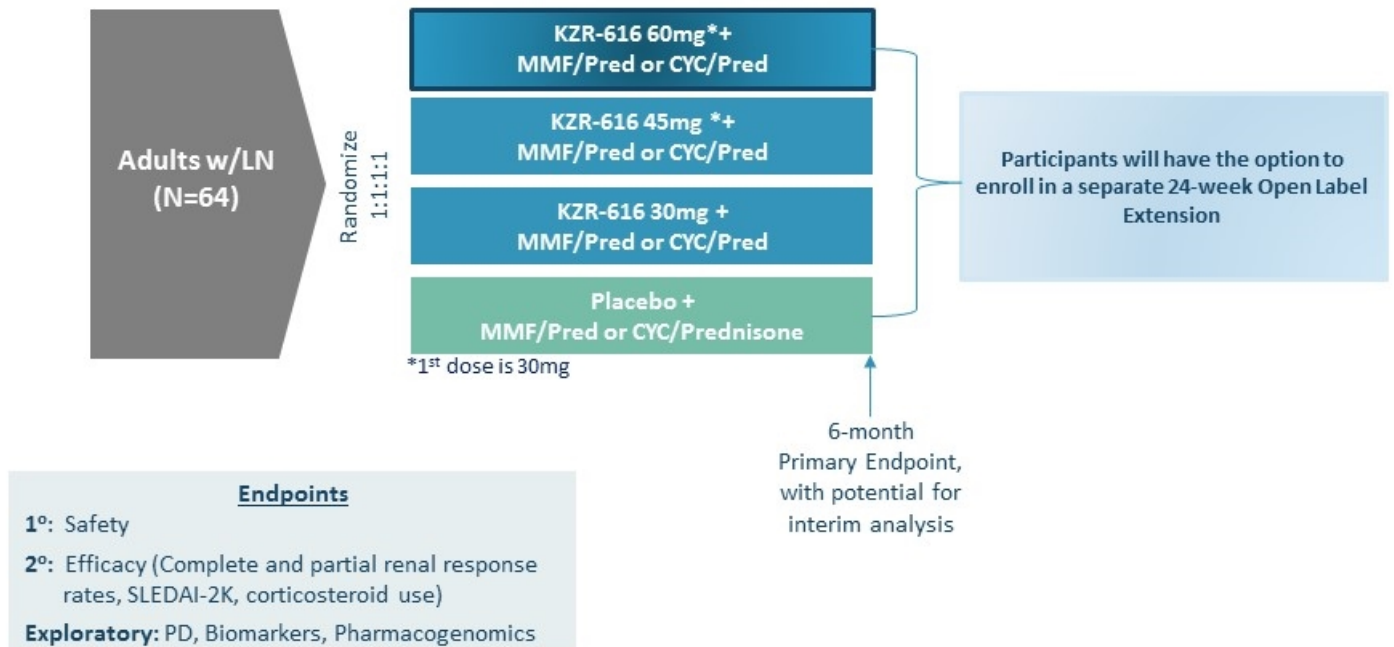 Adults w/LN
(N=64)
Randomize
1:1:1:1
KZR-616 60mg*+
MMF/Pred or CYC/Pred
KZR-616 45mg *+
MMF/Pred or CYC/Pred
KZR-616 30mg +
MMF/Pred or CYC/Pred
Placebo +
MMF/Pred or CYC/Prednisone
*1st dose is 30mg
Participants will have the option to
enroll in a separate 24-week Open Label
Extension
6-month
Primary Endpoint,
with potential for
interim analysis
Endpoints
1º: Safety
2º: Efficacy (Complete and partial renal response
rates, SLEDAI-2K, corticosteroid use)
Exploratory: PD, Biomarkers, Pharmacogenomics